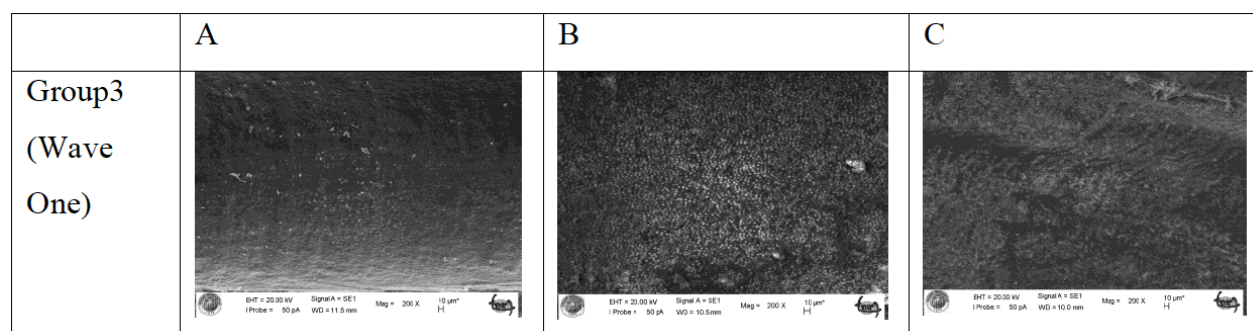 A B C
Group3
(Wave
One)
EHT = 20.00 kV Signal A = SE1 Mag = 200 X 10 µm*
I Probe = 50 pA WD = 11.5 mm
EHT = 20.00 kV Signal A = SE1 Mag = 200 X 10 µm*
I Probe = 50 pA WD = 10.5 mm
EHT = 20.00 kV Signal A = SE1 Mag = 200 X 10 µm*
I Probe = 50 pA WD = 10.0 mm